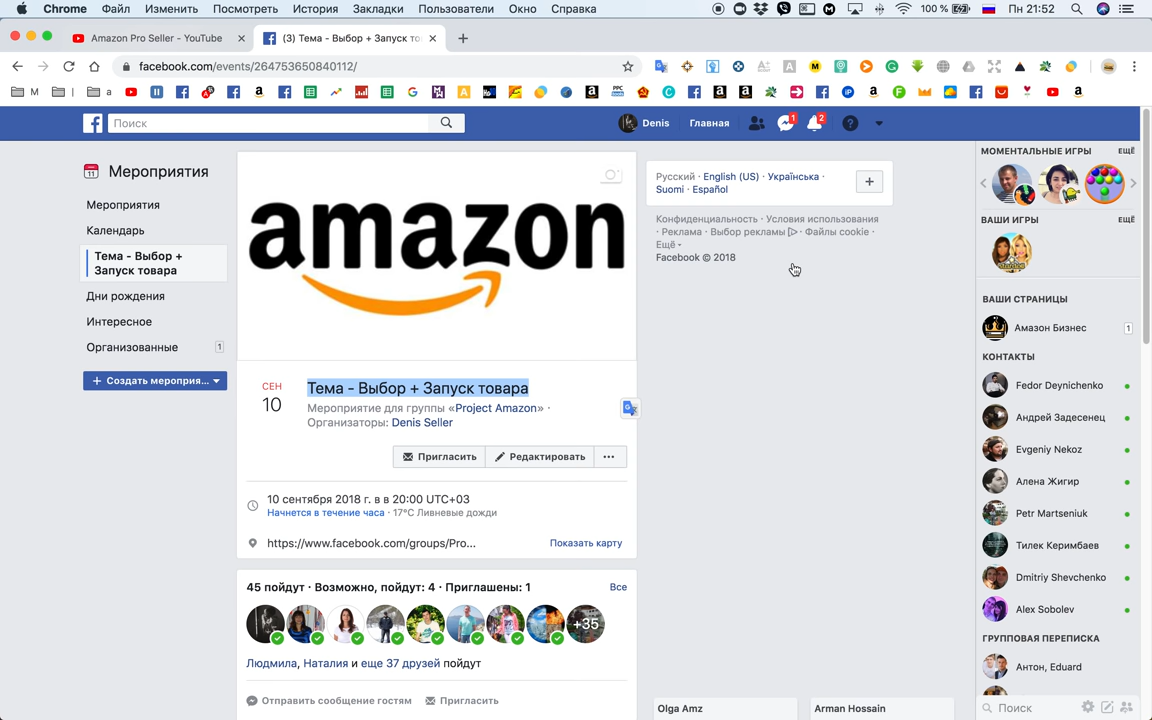 Chrome Файл Изменить Посмотреть История Закладки Пользователи Окно Справка 100 % Пн 21:52
Amazon Pro Seller - YouTube
(3) Тема - Выбор + Запуск то
facebook.com/events/264753650840112/
М
a
Поиск
Denis Главная 1 2
Мероприятия
Мероприятия
Календарь
Тема - Выбор +
Запуск товара
Дни рождения
Интересное
Организованные 1
+ Создать мероприя...
amazon
СЕН
10
Тема - Выбор + Запуск товара
Мероприятие для группы «Project Amazon» ·
Организаторы: Denis Seller
Пригласить Редактировать ...
10 сентября 2018 г. в в 20:00 UTC+03
Начнется в течение часа · 17°C Ливневые дожди
https://www.facebook.com/groups/Pro... Показать карту
45 пойдут · Возможно, пойдут: 4 · Приглашены: 1 Все
+35
Людмила, Наталия и еще 37 друзей пойдут
Отправить сообщение гостям Пригласить
Русский · English (US) · Українська ·
Suomi · Español
Конфиденциальность · Условия использования
· Реклама · Выбор рекламы · Файлы cookie ·
Ещё
Facebook © 2018
МОМЕНТАЛЬНЫЕ ИГРЫ ЕЩЁ
ВАШИ ИГРЫ ЕЩЁ
ВАШИ СТРАНИЦЫ
Амазон Бизнес 1
КОНТАКТЫ
Fedor Deynichenko
Андрей Задесенец
Evgeniy Nekoz
Алена Жигир
Petr Martseniuk
Тилек Керимбаев
Dmitriy Shevchenko
Alex Sobolev
ГРУППОВАЯ ПЕРЕПИСКА
Антон, Eduard
Поиск
Olga Amz
Arman Hossain